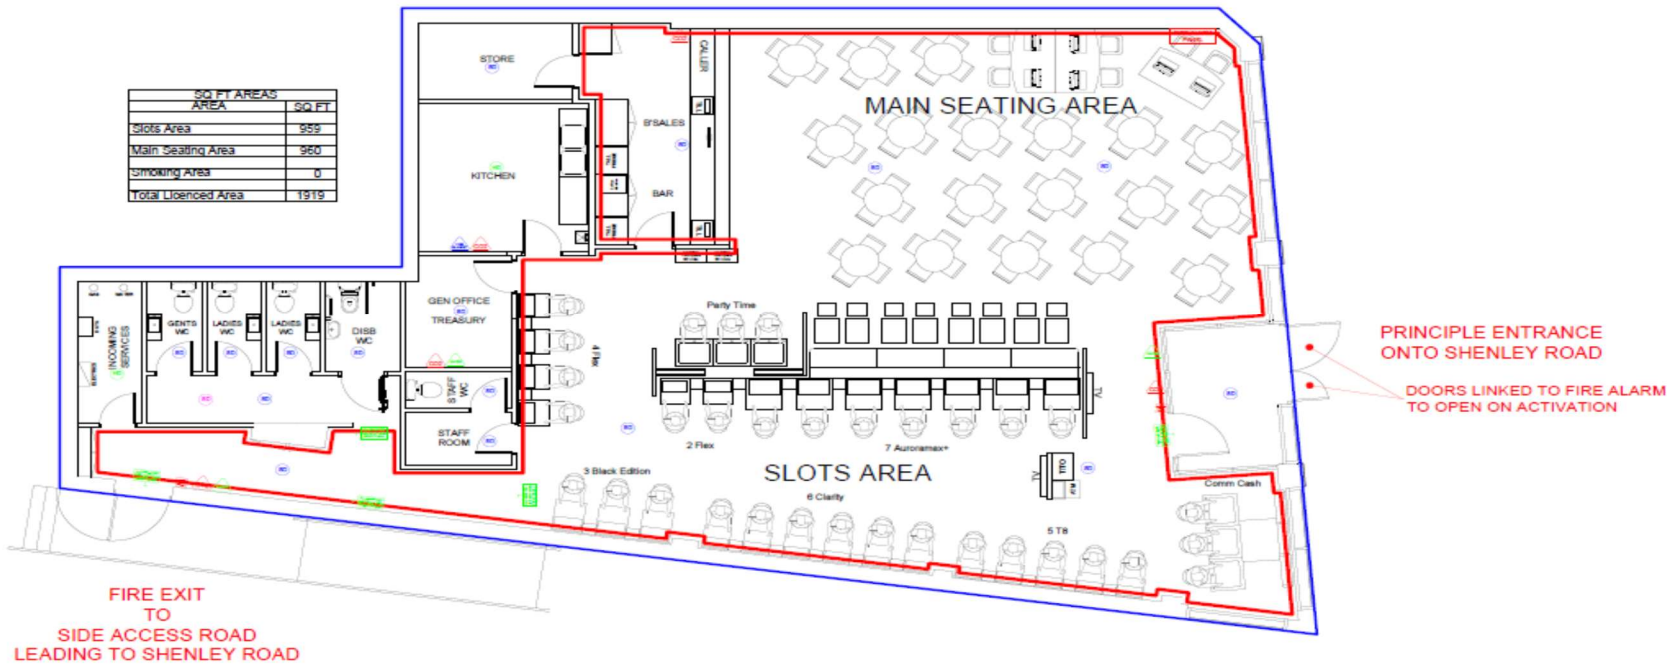 SQ FT AREAS
AREA SQ FT
Slots Area 959
Main Seating Area 960
Smoking Area 0
Total Licenced Area 1919
STORE
CALLER
TILL
MAIN SEATING AREA
B'SALES
KITCHEN
BAR
TILL
GEN OFFICE
TREASURY
INCOMING
SERVICES
GENTS
WC
LADIES
WC
LADIES
WC
DISB
WC
STAFF
WC
STAFF
ROOM
4 Flex
Party Time
TV
2 Flex
7 Auroramax+
SLOTS AREA
TV
TITO
3 Black Edition
6 Clarity
5 T8
Comm Cash
PRINCIPLE ENTRANCE
ONTO SHENLEY ROAD
DOORS LINKED TO FIRE ALARM
TO OPEN ON ACTIVATION
FIRE EXIT
TO
SIDE ACCESS ROAD
LEADING TO SHENLEY ROAD